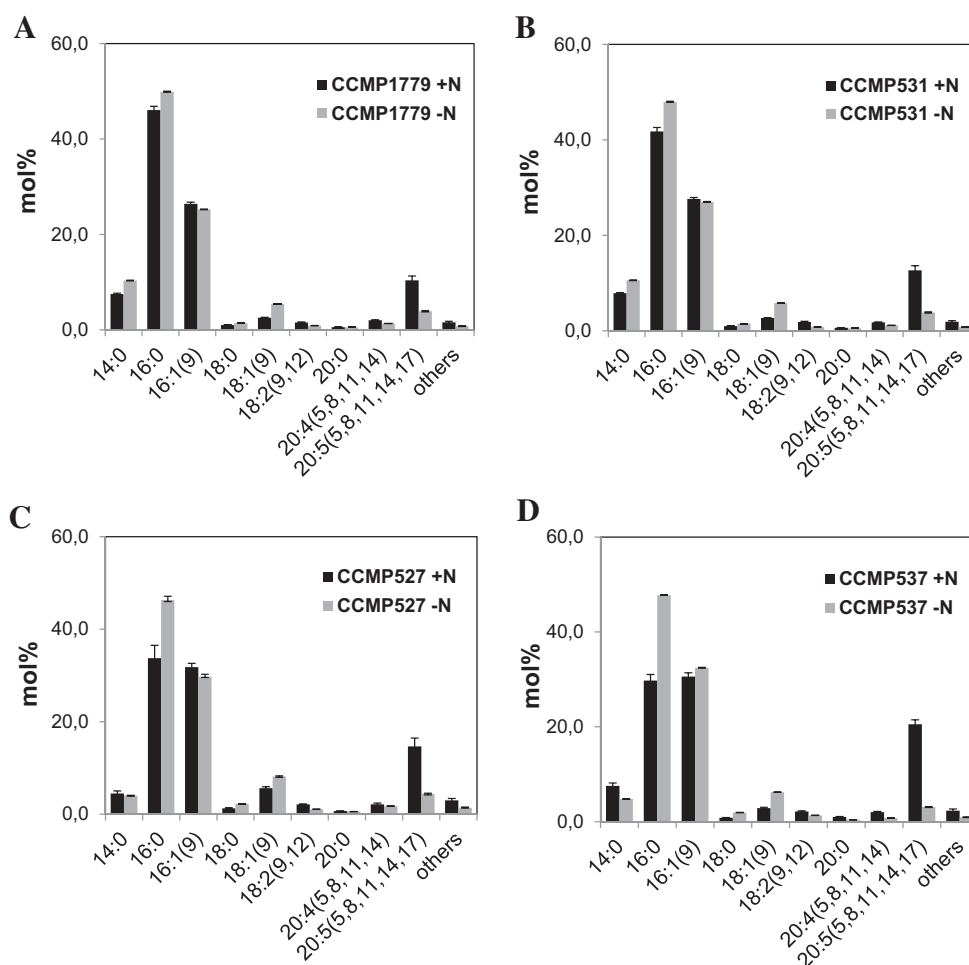 A
mol%
60,0
40,0
20,0
0,0
CCMP1779 +N
CCMP1779 -N
14:0
16:0
16:1(9)
18:0
18:1(9)
18:2(9,12)
20:0
20:4(5,8,11,14)
20:5(5,8,11,14,17)
others
B
mol%
60,0
40,0
20,0
0,0
CCMP531 +N
CCMP531 -N
14:0
16:0
16:1(9)
18:0
18:1(9)
18:2(9,12)
20:0
20:4(5,8,11,14)
20:5(5,8,11,14,17)
others
C
mol%
60,0
40,0
20,0
0,0
CCMP527 +N
CCMP527 -N
14:0
16:0
16:1(9)
18:0
18:1(9)
18:2(9,12)
20:0
20:4(5,8,11,14)
20:5(5,8,11,14,17)
others
D
mol%
60,0
40,0
20,0
0,0
CCMP537 +N
CCMP537 -N
14:0
16:0
16:1(9)
18:0
18:1(9)
18:2(9,12)
20:0
20:4(5,8,11,14)
20:5(5,8,11,14,17)
others